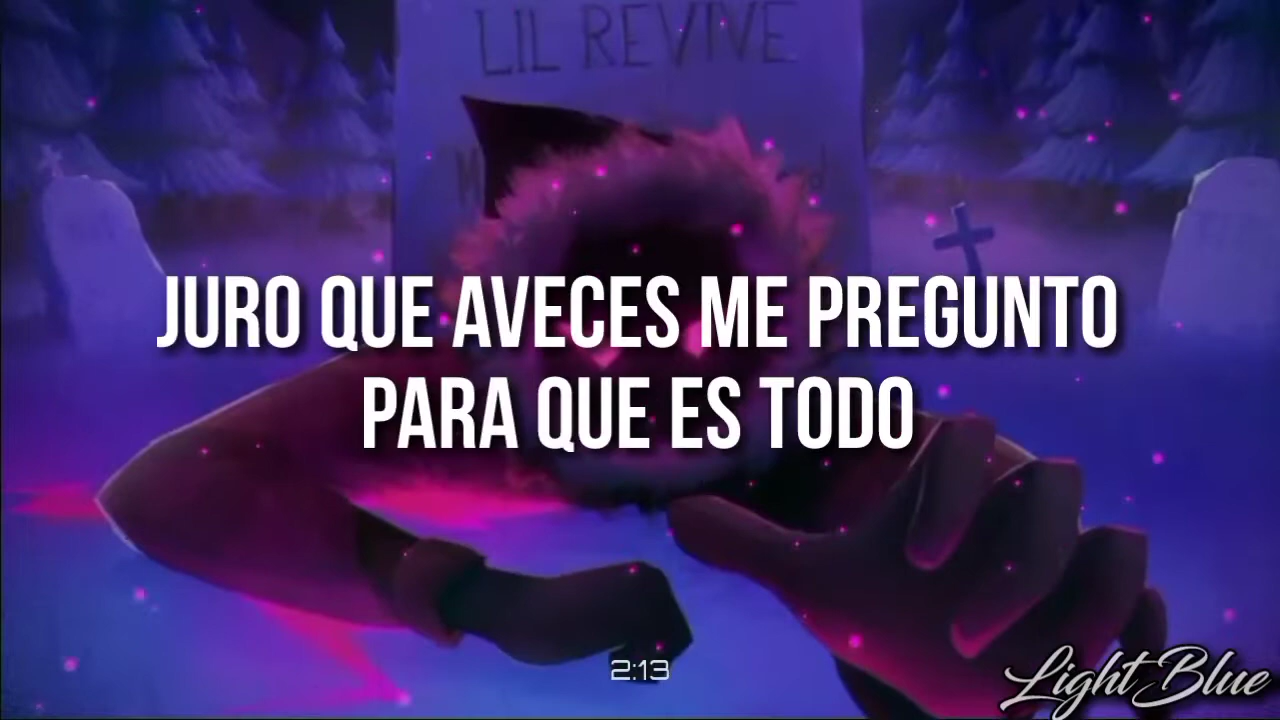 LIL REVIVE
JURO QUE AVECES ME PREGUNTO
PARA QUE ES TODO
2:13
Light Blue